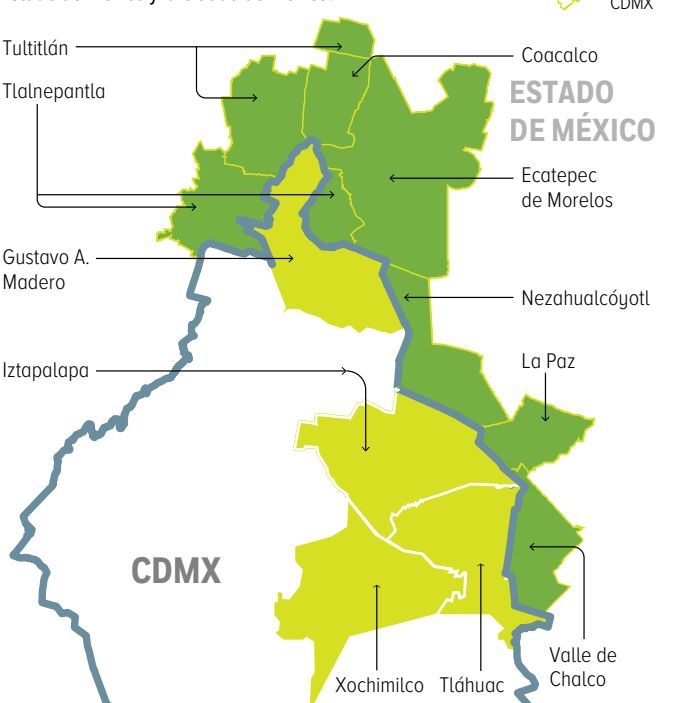 CDMX
Tultitlán
Coacalco
Tlalnepantla
ESTADO
DE MÉXICO
Ecatepec
de Morelos
Gustavo A.
Madero
Nezahualcóyotl
Iztapalapa
La Paz
CDMX
Valle de
Chalco
Xochimilco
Tláhuac